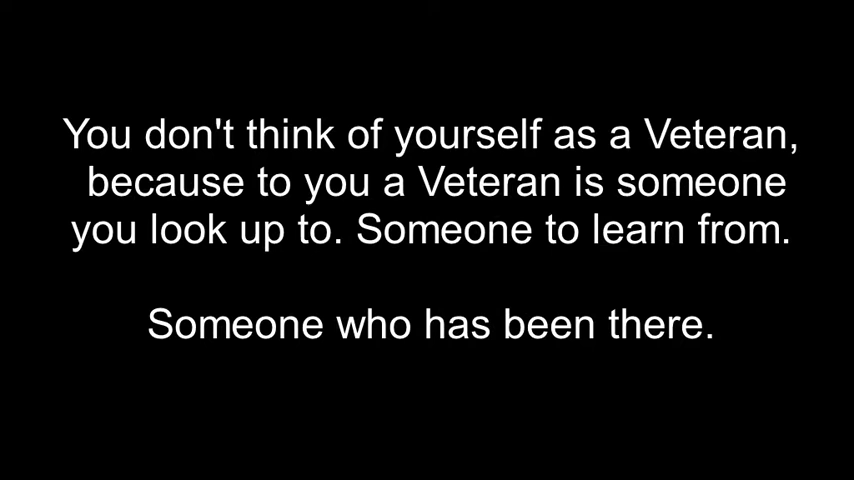 You don't think of yourself as a Veteran,
because to you a Veteran is someone
you look up to. Someone to learn from.
Someone who has been there.